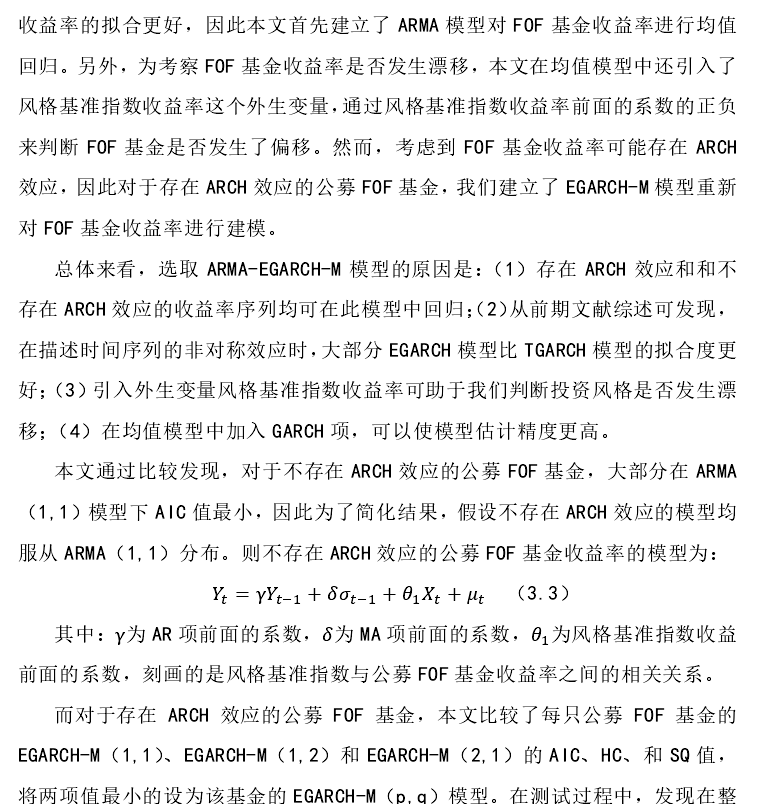 收益率的拟合更好，因此本文首先建立了 ARMA 模型对 FOF 基金收益率进行均值
回归。另外，为考察 FOF 基金收益率是否发生漂移，本文在均值模型中还引入了
风格基准指数收益率这个外生变量，通过风格基准指数收益率前面的系数的正负
来判断 FOF 基金是否发生了偏移。然而，考虑到 FOF 基金收益率可能存在 ARCH
效应，因此对于存在 ARCH 效应的公募 FOF 基金，我们建立了 EGARCH-M 模型重新
对 FOF 基金收益率进行建模。
总体来看，选取 ARMA-EGARCH-M 模型的原因是：（1）存在 ARCH 效应和和不
存在 ARCH 效应的收益率序列均可在此模型中回归；（2）从前期文献综述可发现，
在描述时间序列的非对称效应时，大部分 EGARCH 模型比 TGARCH 模型的拟合度更
好；（3）引入外生变量风格基准指数收益率可助于我们判断投资风格是否发生漂
移；（4）在均值模型中加入 GARCH 项，可以使模型估计精度更高。
本文通过比较发现，对于不存在 ARCH 效应的公募 FOF 基金，大部分在 ARMA
（1,1）模型下 AIC 值最小，因此为了简化结果，假设不存在 ARCH 效应的模型均
服从 ARMA（1,1）分布。则不存在 ARCH 效应的公募 FOF 基金收益率的模型为：
Y_t = γY_{t−1} + δσ_{t−1} + θ_1X_t + μ_t （3.3）
其中：γ为 AR 项前面的系数，δ为 MA 项前面的系数，θ_1为风格基准指数收益
前面的系数，刻画的是风格基准指数与公募 FOF 基金收益率之间的相关关系。
而对于存在 ARCH 效应的公募 FOF 基金，本文比较了每只公募 FOF 基金的
EGARCH-M（1,1）、EGARCH-M（1,2）和 EGARCH-M（2,1）的 AIC、HC、和 SQ 值，
将两项值最小的设为该基金的 EGARCH-M（p,q）模型。在测试过程中，发现在整